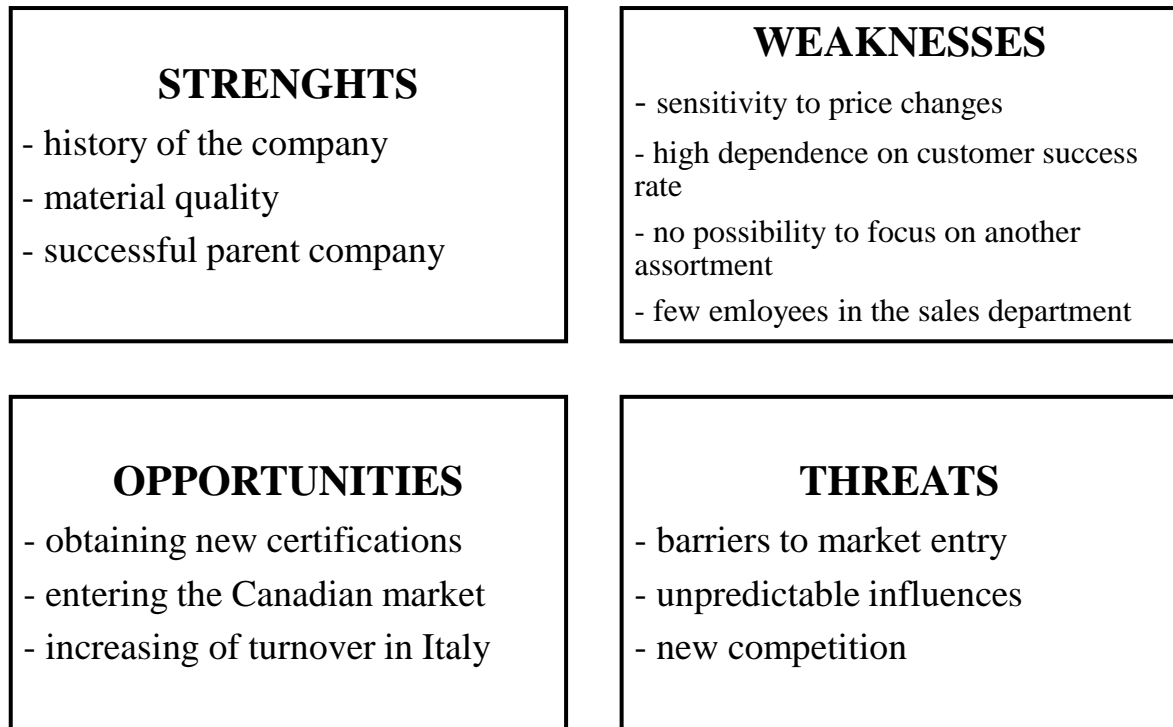 STRENGHTS
- history of the company
- material quality
- successful parent company
WEAKNESSES
- sensitivity to price changes
- high dependence on customer success
rate
- no possibility to focus on another
assortment
- few emloyees in the sales department
OPPORTUNITIES
- obtaining new certifications
- entering the Canadian market
- increasing of turnover in Italy
THREATS
- barriers to market entry
- unpredictable influences
- new competition